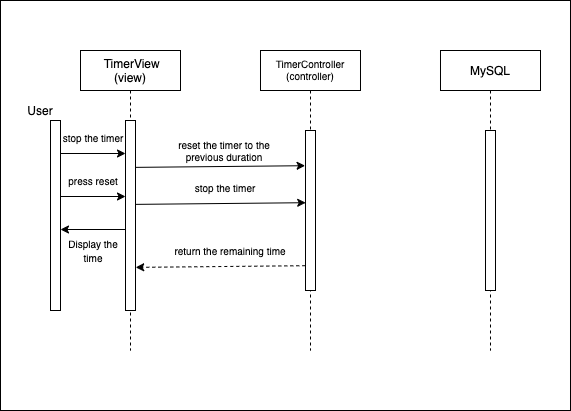 TimerView
(view)
TimerController
(controller)
MySQL
User
stop the timer
reset the timer to the
previous duration
press reset
stop the timer
Display the
time
return the remaining time